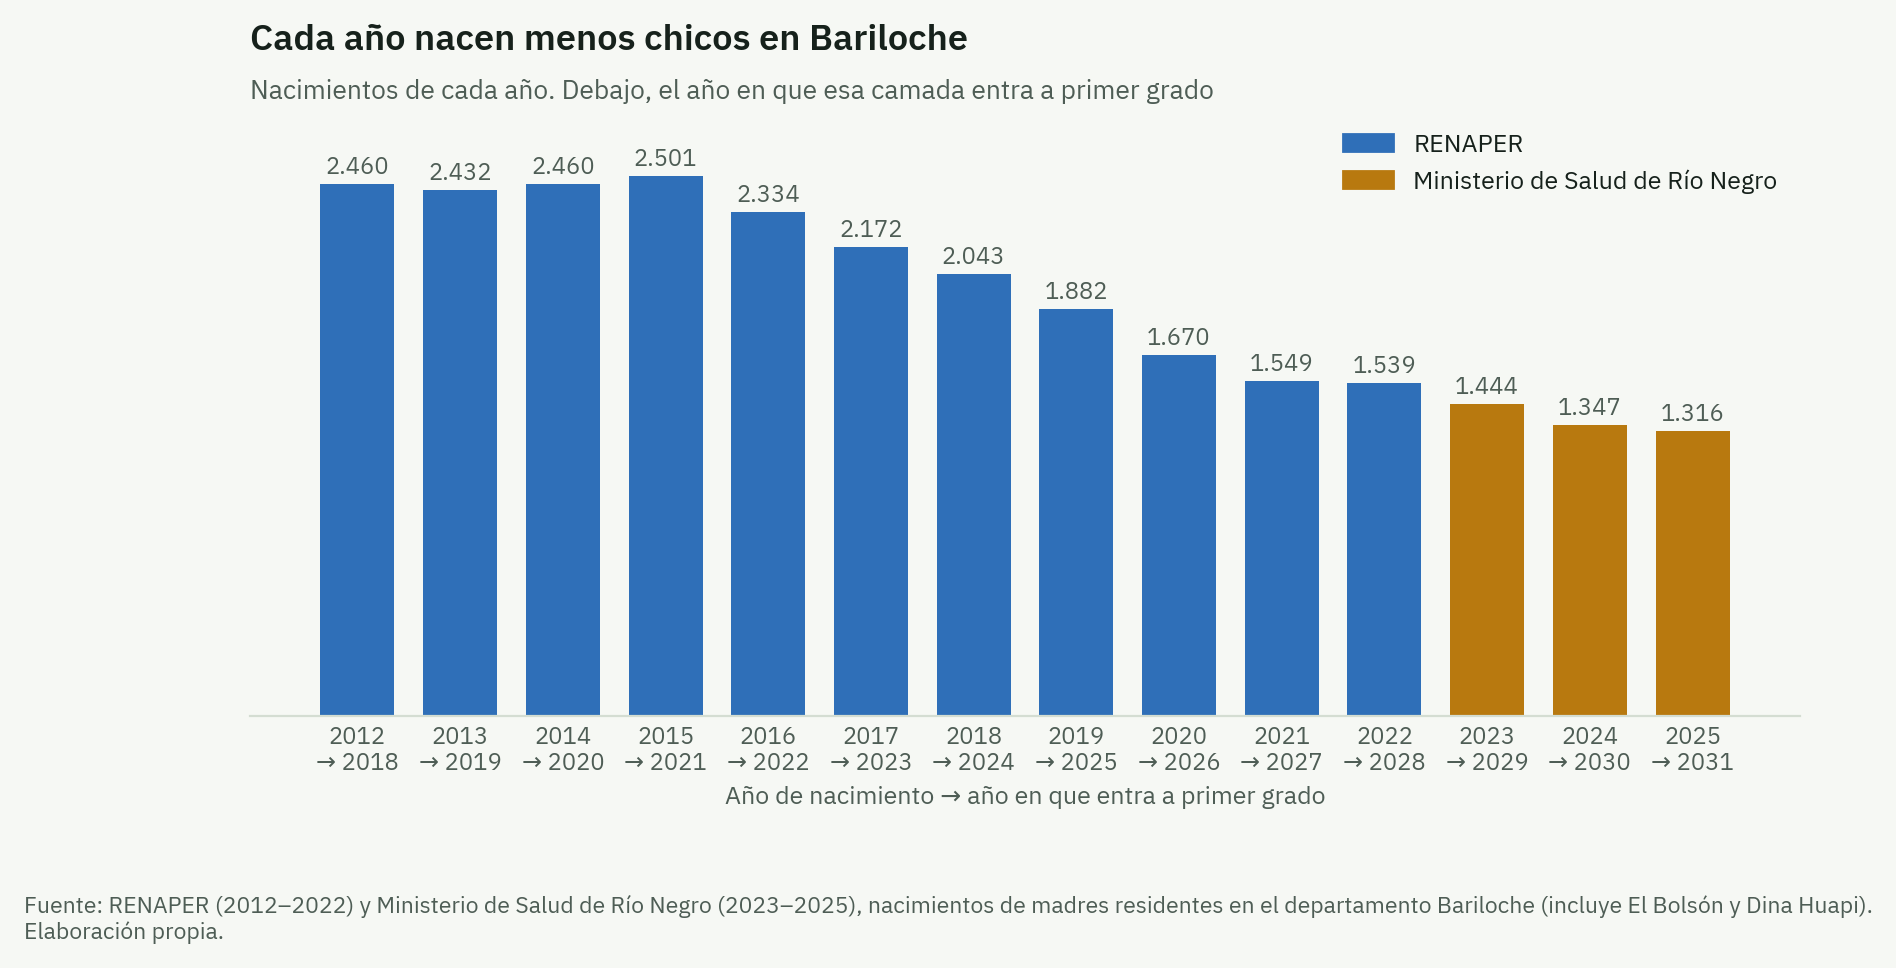 Cada año nacen menos chicos en Bariloche
Nacimientos de cada año. Debajo, el año en que esa camada entra a primer grado
RENAPER
Ministerio de Salud de Río Negro
2.460
2.432
2.460
2.501
2.334
2.172
2.043
1.882
1.670
1.549
1.539
1.444
1.347
1.316
2012 2013 2014 2015 2016 2017 2018 2019 2020 2021 2022 2023 2024 2025
→ 2018 → 2019 → 2020 → 2021 → 2022 → 2023 → 2024 → 2025 → 2026 → 2027 → 2028 → 2029 → 2030 → 2031
Año de nacimiento → año en que entra a primer grado
Fuente: RENAPER (2012–2022) y Ministerio de Salud de Río Negro (2023–2025), nacimientos de madres residentes en el departamento Bariloche (incluye El Bolsón y Dina Huapi).
Elaboración propia.